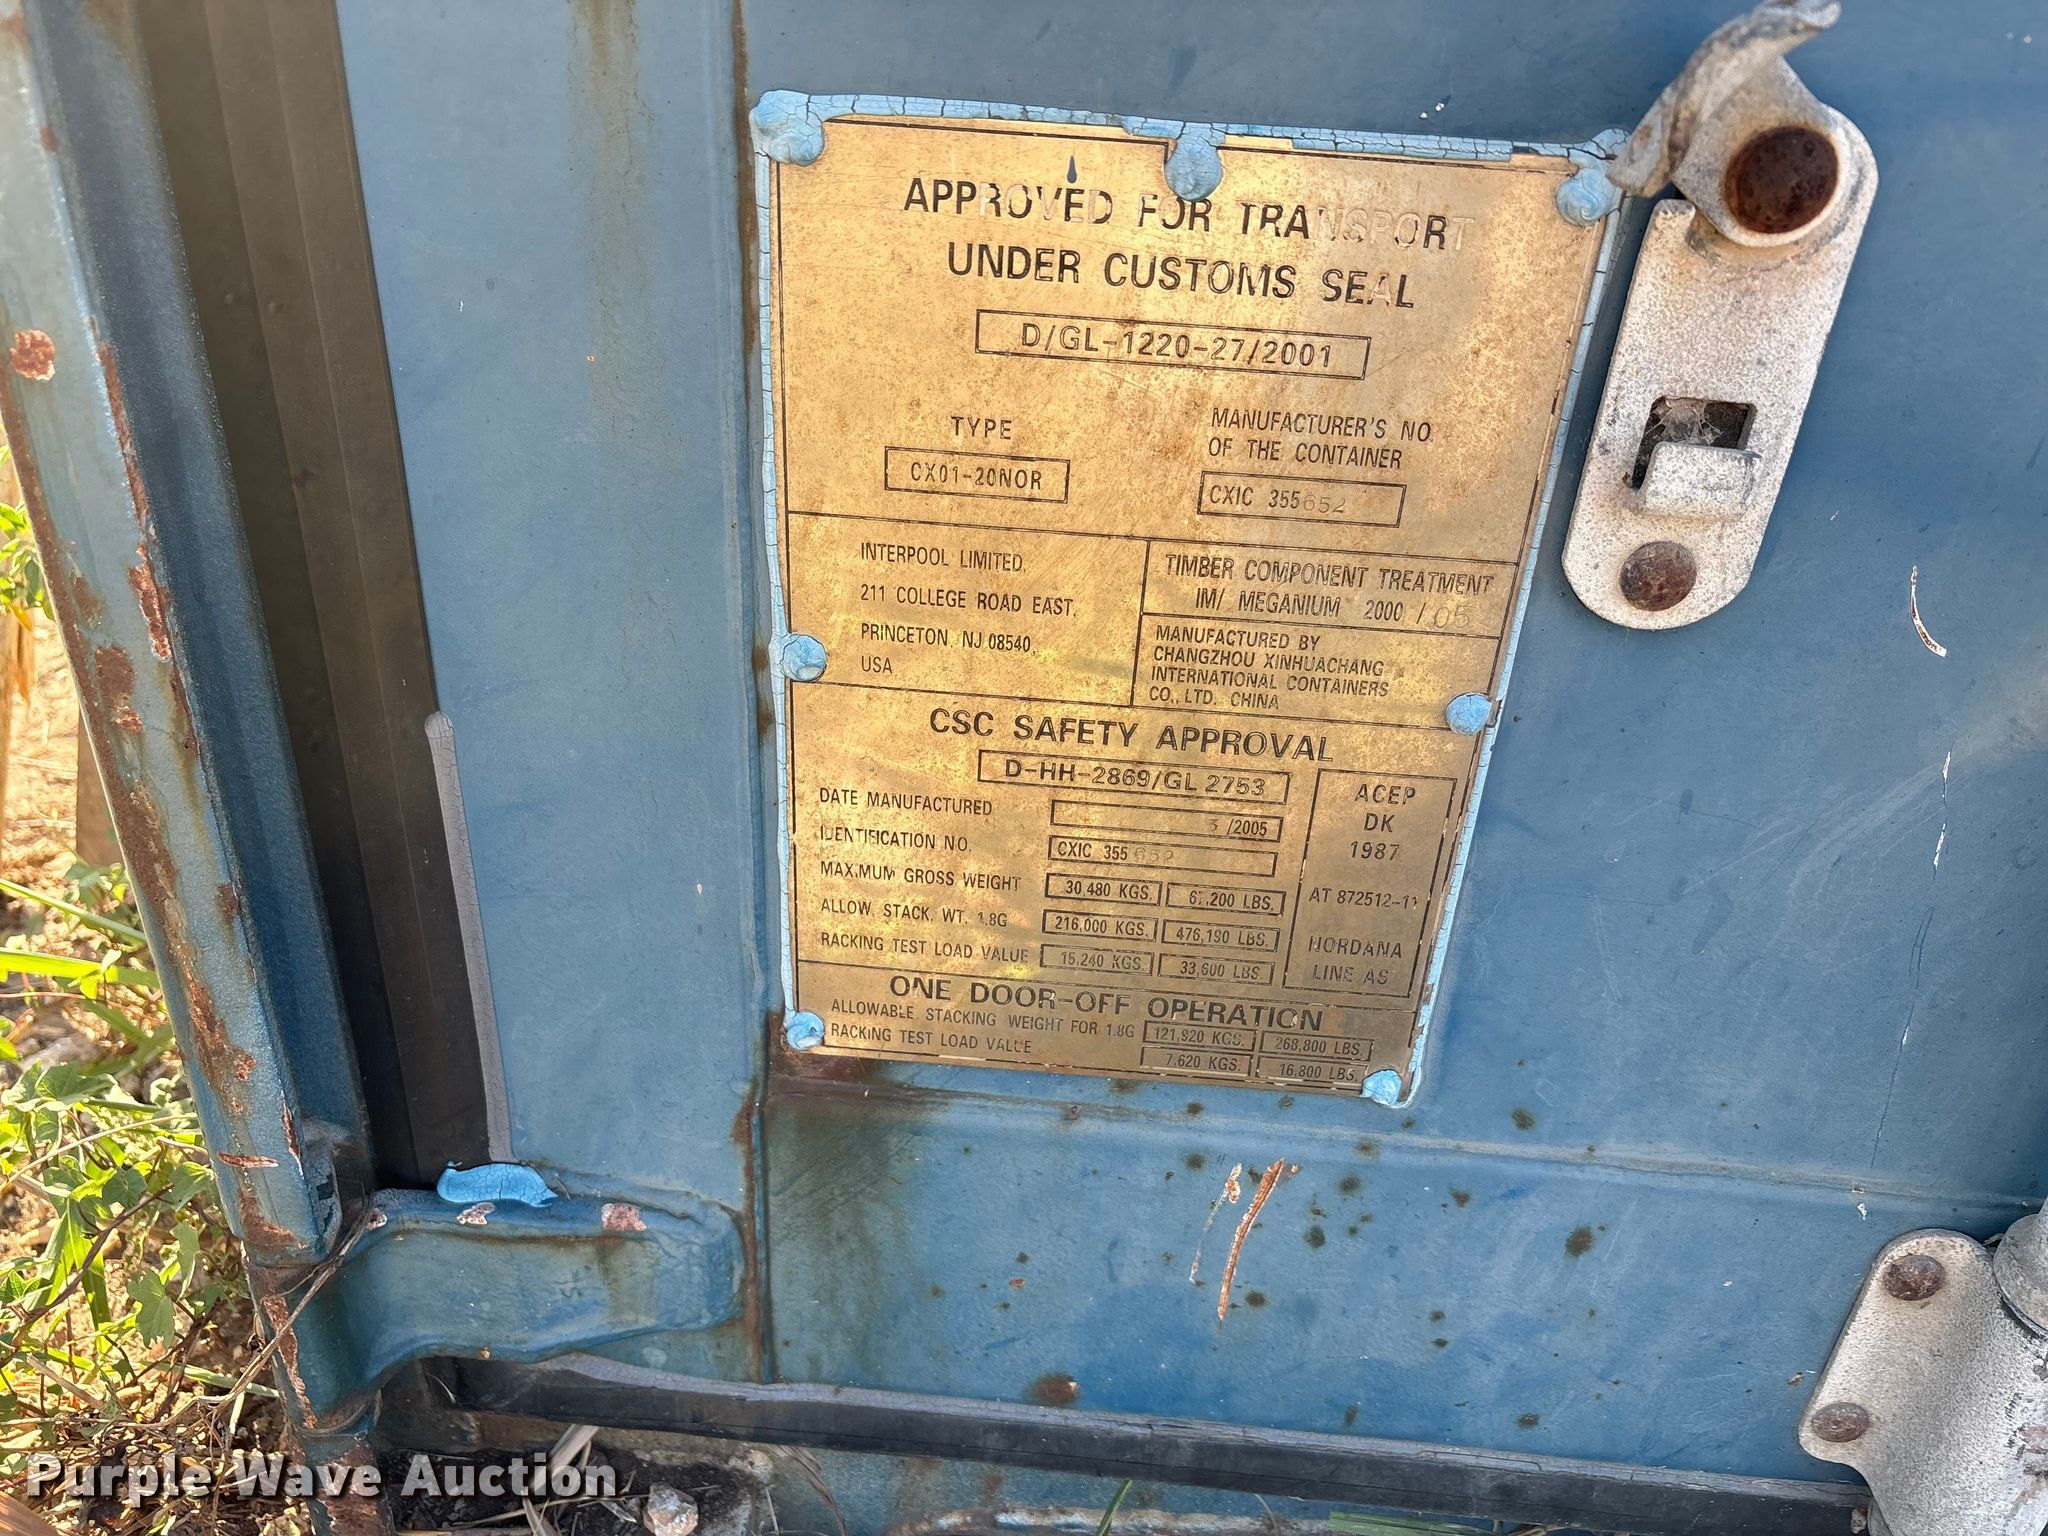 APPROVED FOR TRANSPORT
UNDER CUSTOMS SEAL
D/GL-1220-27/2001
TYPE
CX01-20NOR
MANUFACTURER'S NO.
OF THE CONTAINER
CXIC 355652
INTERPOOL LIMITED.
211 COLLEGE ROAD EAST,
PRINCETON, NJ 08540,
USA
TIMBER COMPONENT TREATMENT
IM/ MEGANIUM 2000 /05
MANUFACTURED BY
CHANGZHOU XINHUACHANG
INTERNATIONAL CONTAINERS
CO., LTD. CHINA
CSC SAFETY APPROVAL
D-HH-2869/GL 2753
DATE MANUFACTURED 3/2005
IDENTIFICATION NO. CXIC 355652
MAXIMUM GROSS WEIGHT 30,480 KGS. 67,200 LBS.
ALLOW. STACK. WT. 1.8G 216,000 KGS. 476,190 LBS.
RACKING TEST LOAD VALUE 15,240 KGS. 33,600 LBS.
ACEP
DK
1987
AT 872512-11
NORDANA
LINE AS
ONE DOOR-OFF OPERATION
ALLOWABLE STACKING WEIGHT FOR 1.8G 121,920 KGS. 268,800 LBS.
RACKING TEST LOAD VALUE 7,620 KGS. 16,800 LBS.
Purple Wave Auction